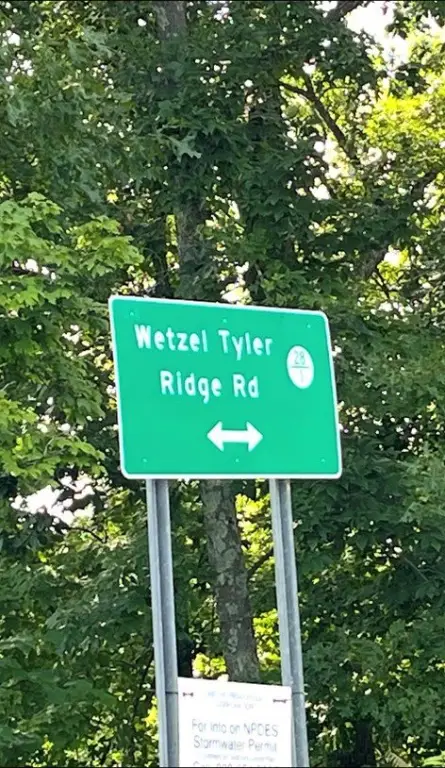 Wetzel Tyler
Ridge Rd
28
1
For Info on NPDES
Stormwater Permit